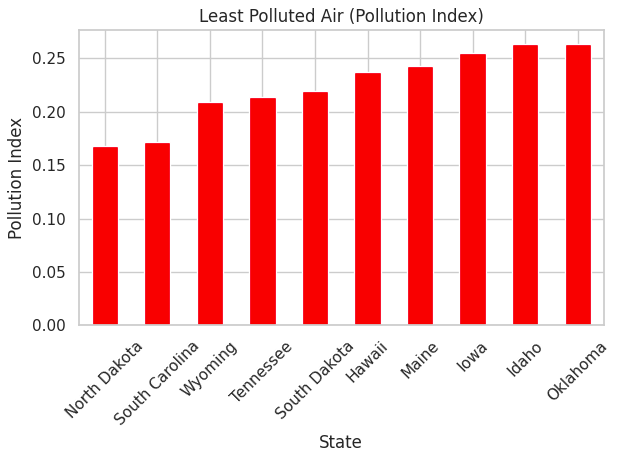 Least Polluted Air (Pollution Index)
Pollution Index
0.25
0.20
0.15
0.10
0.05
0.00
North Dakota
South Carolina
Wyoming
Tennessee
South Dakota
Hawaii
Maine
Iowa
Idaho
Oklahoma
State